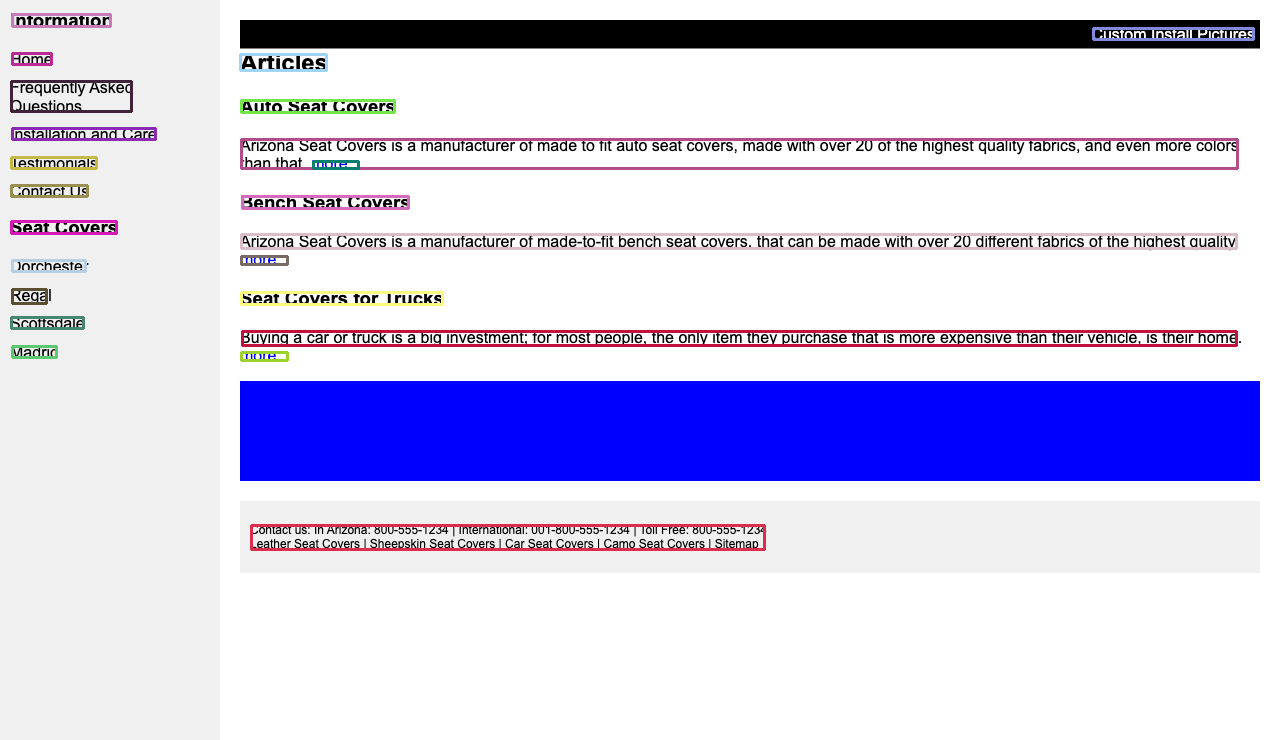 Information
Home
Frequently Asked
Questions
Installation and Care
Testimonials
Contact Us
Seat Covers
Dorchester
Regal
Scottsdale
Madrid
Custom Install Pictures
Articles
Auto Seat Covers
Arizona Seat Covers is a manufacturer of made to fit auto seat covers, made with over 20 of the highest quality fabrics, and even more colors
than that. more...
Bench Seat Covers
Arizona Seat Covers is a manufacturer of made-to-fit bench seat covers, that can be made with over 20 different fabrics of the highest quality.
more...
Seat Covers for Trucks
Buying a car or truck is a big investment; for most people, the only item they purchase that is more expensive than their vehicle, is their home.
more...
Contact us: In Arizona: 800-555-1234 | International: 001-800-555-1234 | Toll Free: 800-555-1234
Leather Seat Covers | Sheepskin Seat Covers | Car Seat Covers | Camo Seat Covers | Sitemap